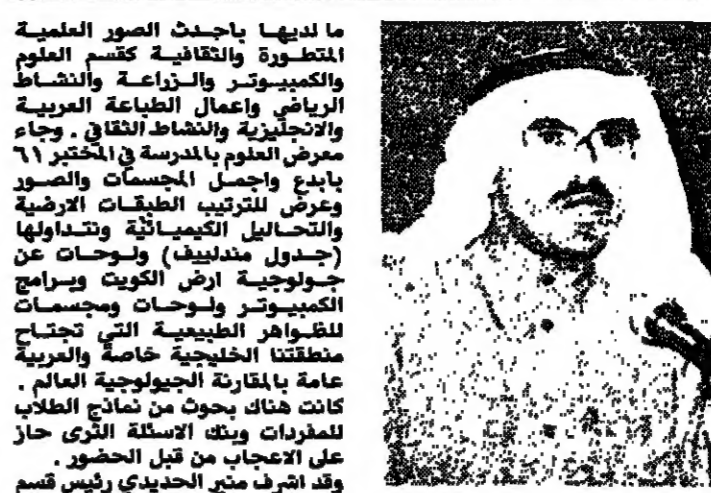 ما لديها باحدث الصور العلمية
المتطورة والثقافية كقسم العلوم
والكمبيوتر والزراعة والنشاط
الرياضي واعمال الطباعة العربية
والانجليزية والنشاط الثقافي . وجاء
معرض العلوم بالمدرسة في المختبر ٦١
بابدع واجمل المجسمات والصور
وعرض للترتيب الطبقات الارضية
والتحاليل الكيميائية ونتداولها
(جدول مندلييف) ولوحات عن
جولوجية ارض الكويت وبرامج
الكمبيوتر ولوحات ومجسمات
للظواهر الطبيعية التي تجتاح
منطقتنا الخليجية خاصة والعربية
عامة بالمقارنة الجيولوجية العالم .
كانت هناك بحوث من نماذج الطلاب
للمفردات وبنك الاسئلة الثرى حاز
على الاعجاب من قبل الحضور .
وقد اشرف منير الحديدي رئيس قسم